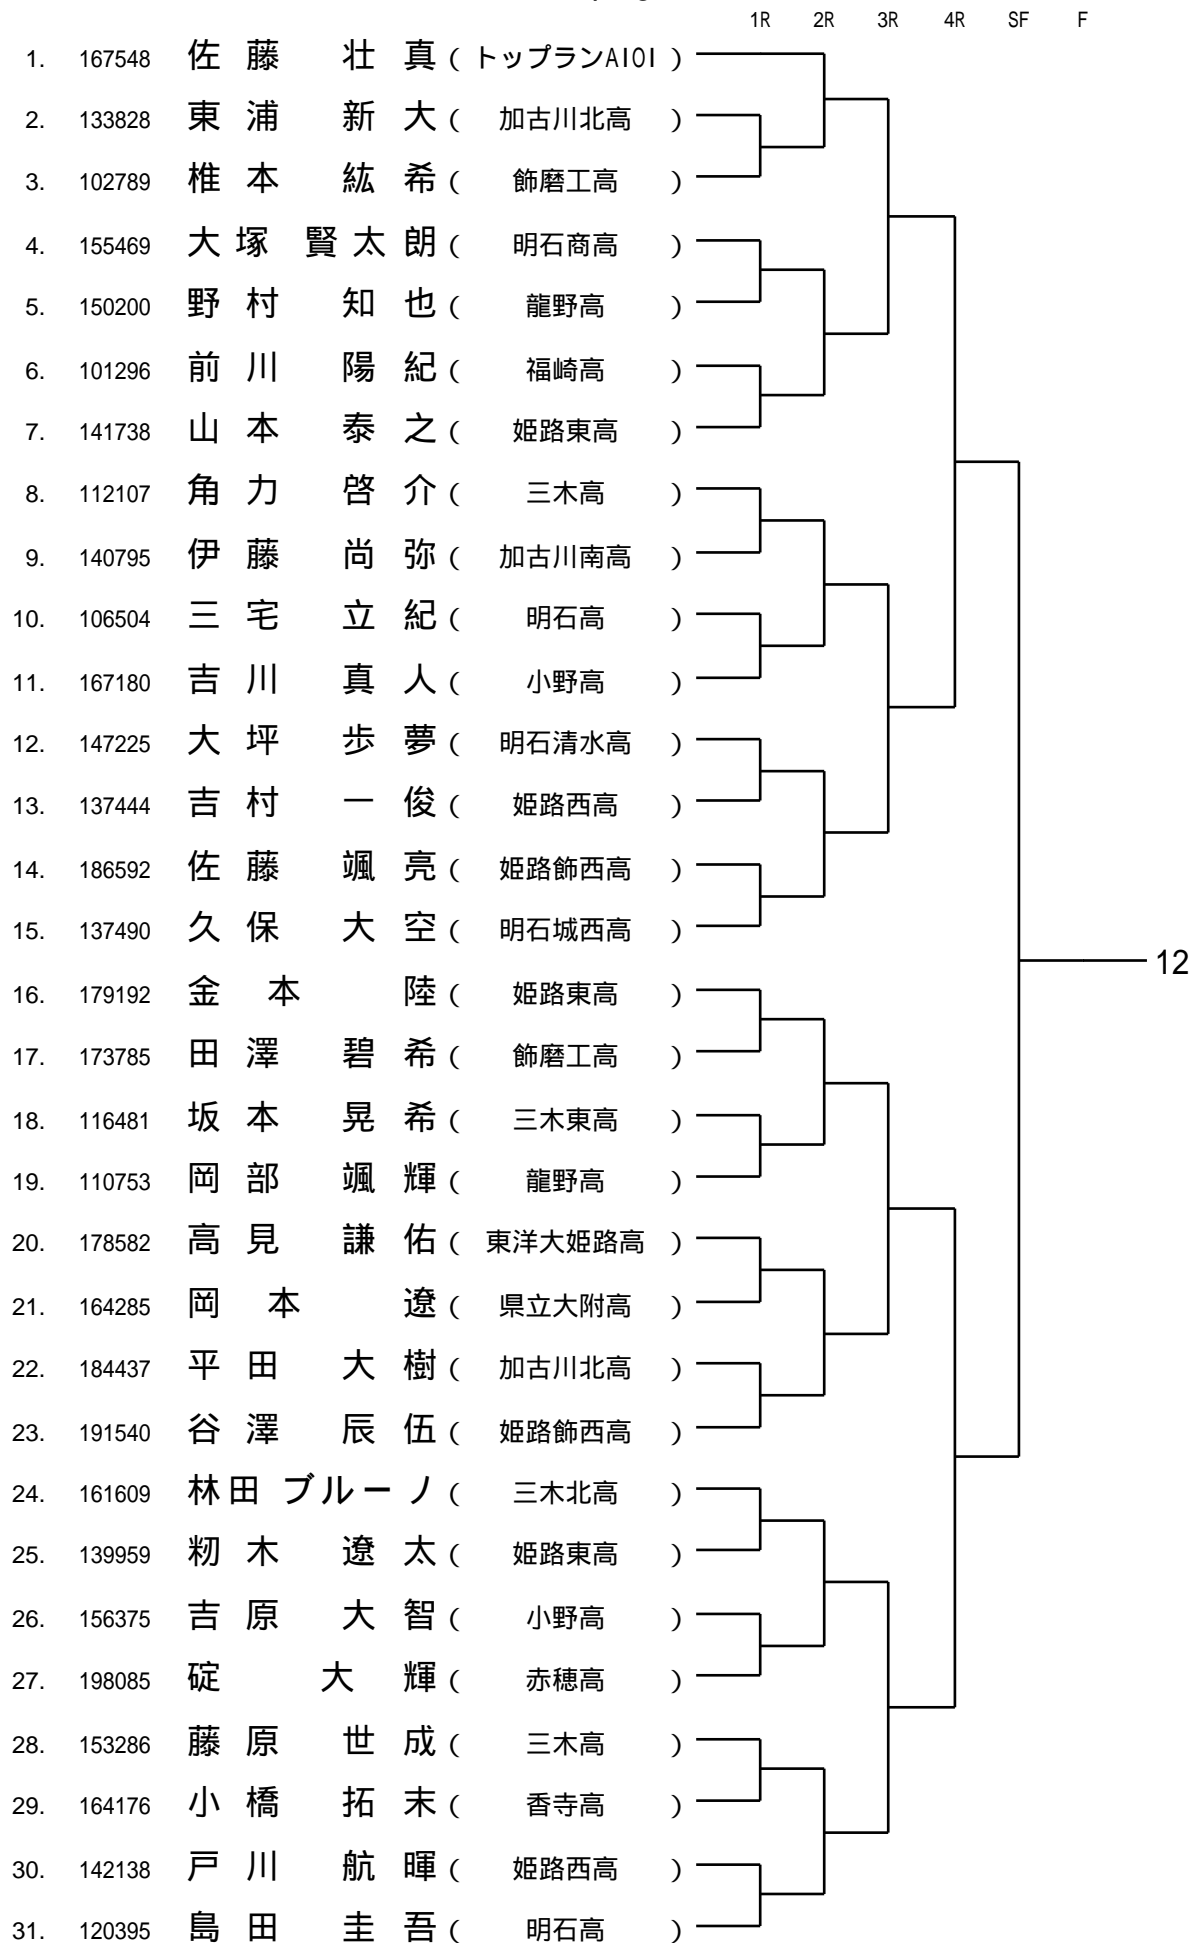 1R 2R 3R 4R SF F
1. 167548 佐藤 壮真 ( トップランAIOI )
2. 133828 東浦 新大 ( 加古川北高 )
3. 102789 椎本 紘希 ( 飾磨工高 )
4. 155469 大塚 賢太朗 ( 明石商高 )
5. 150200 野村 知也 ( 龍野高 )
6. 101296 前川 陽紀 ( 福崎高 )
7. 141738 山本 泰之 ( 姫路東高 )
8. 112107 角力 啓介 ( 三木高 )
9. 140795 伊藤 尚弥 ( 加古川南高 )
10. 106504 三宅 立紀 ( 明石高 )
11. 167180 吉川 真人 ( 小野高 )
12. 147225 大坪 歩夢 ( 明石清水高 )
13. 137444 吉村 一俊 ( 姫路西高 )
14. 186592 佐藤 颯亮 ( 姫路飾西高 )
15. 137490 久保 大空 ( 明石城西高 )
12
16. 179192 金本 陸 ( 姫路東高 )
17. 173785 田澤 碧希 ( 飾磨工高 )
18. 116481 坂本 晃希 ( 三木東高 )
19. 110753 岡部 颯輝 ( 龍野高 )
20. 178582 高見 謙佑 ( 東洋大姫路高 )
21. 164285 岡本 遼 ( 県立大附高 )
22. 184437 平田 大樹 ( 加古川北高 )
23. 191540 谷澤 辰伍 ( 姫路飾西高 )
24. 161609 林田 ブルーノ ( 三木北高 )
25. 139959 籾木 遼太 ( 姫路東高 )
26. 156375 吉原 大智 ( 小野高 )
27. 198085 碇 大輝 ( 赤穂高 )
28. 153286 藤原 世成 ( 三木高 )
29. 164176 小橋 拓末 ( 香寺高 )
30. 142138 戸川 航暉 ( 姫路西高 )
31. 120395 島田 圭吾 ( 明石高 )